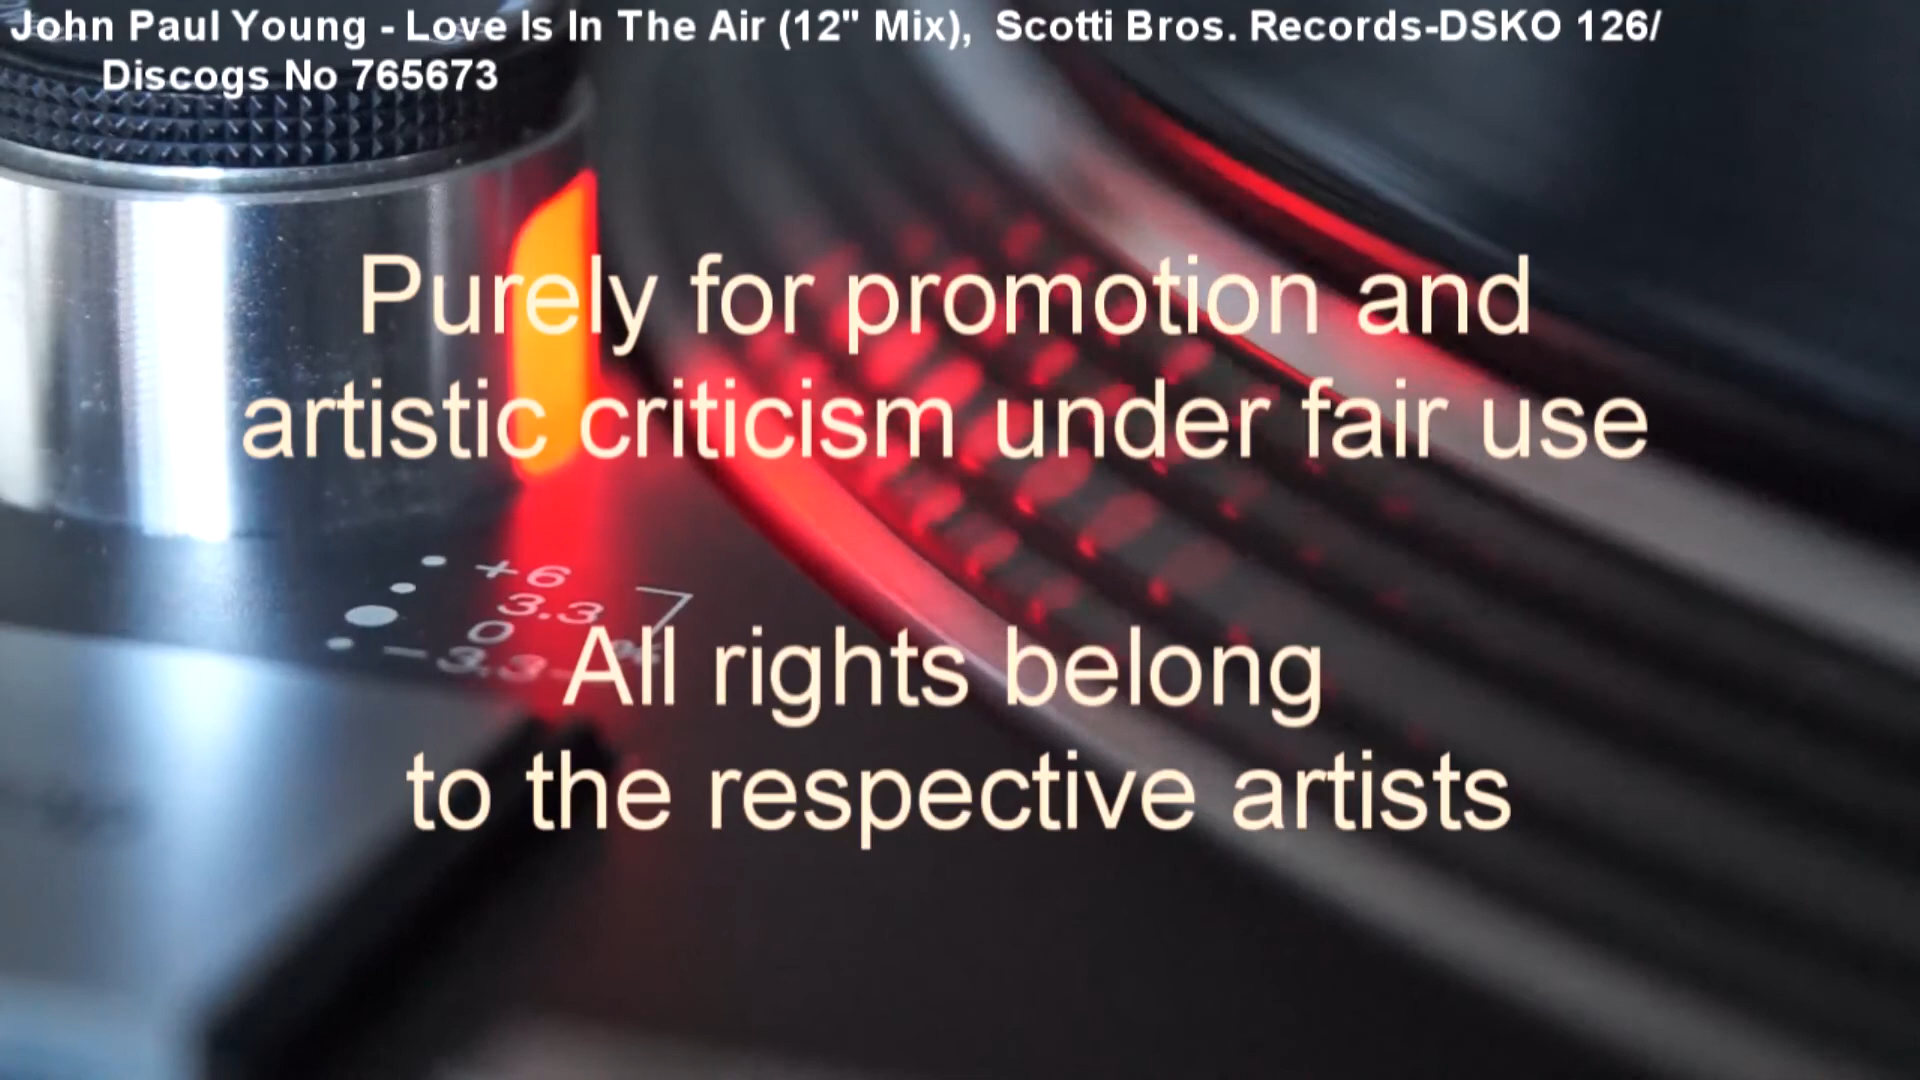 John Paul Young - Love Is In The Air (12" Mix), Scotti Bros. Records-DSKO 126/
Discogs No 765673
Purely for promotion and
artistic criticism under fair use
+6
3.3
0
-3.3
All rights belong
to the respective artists